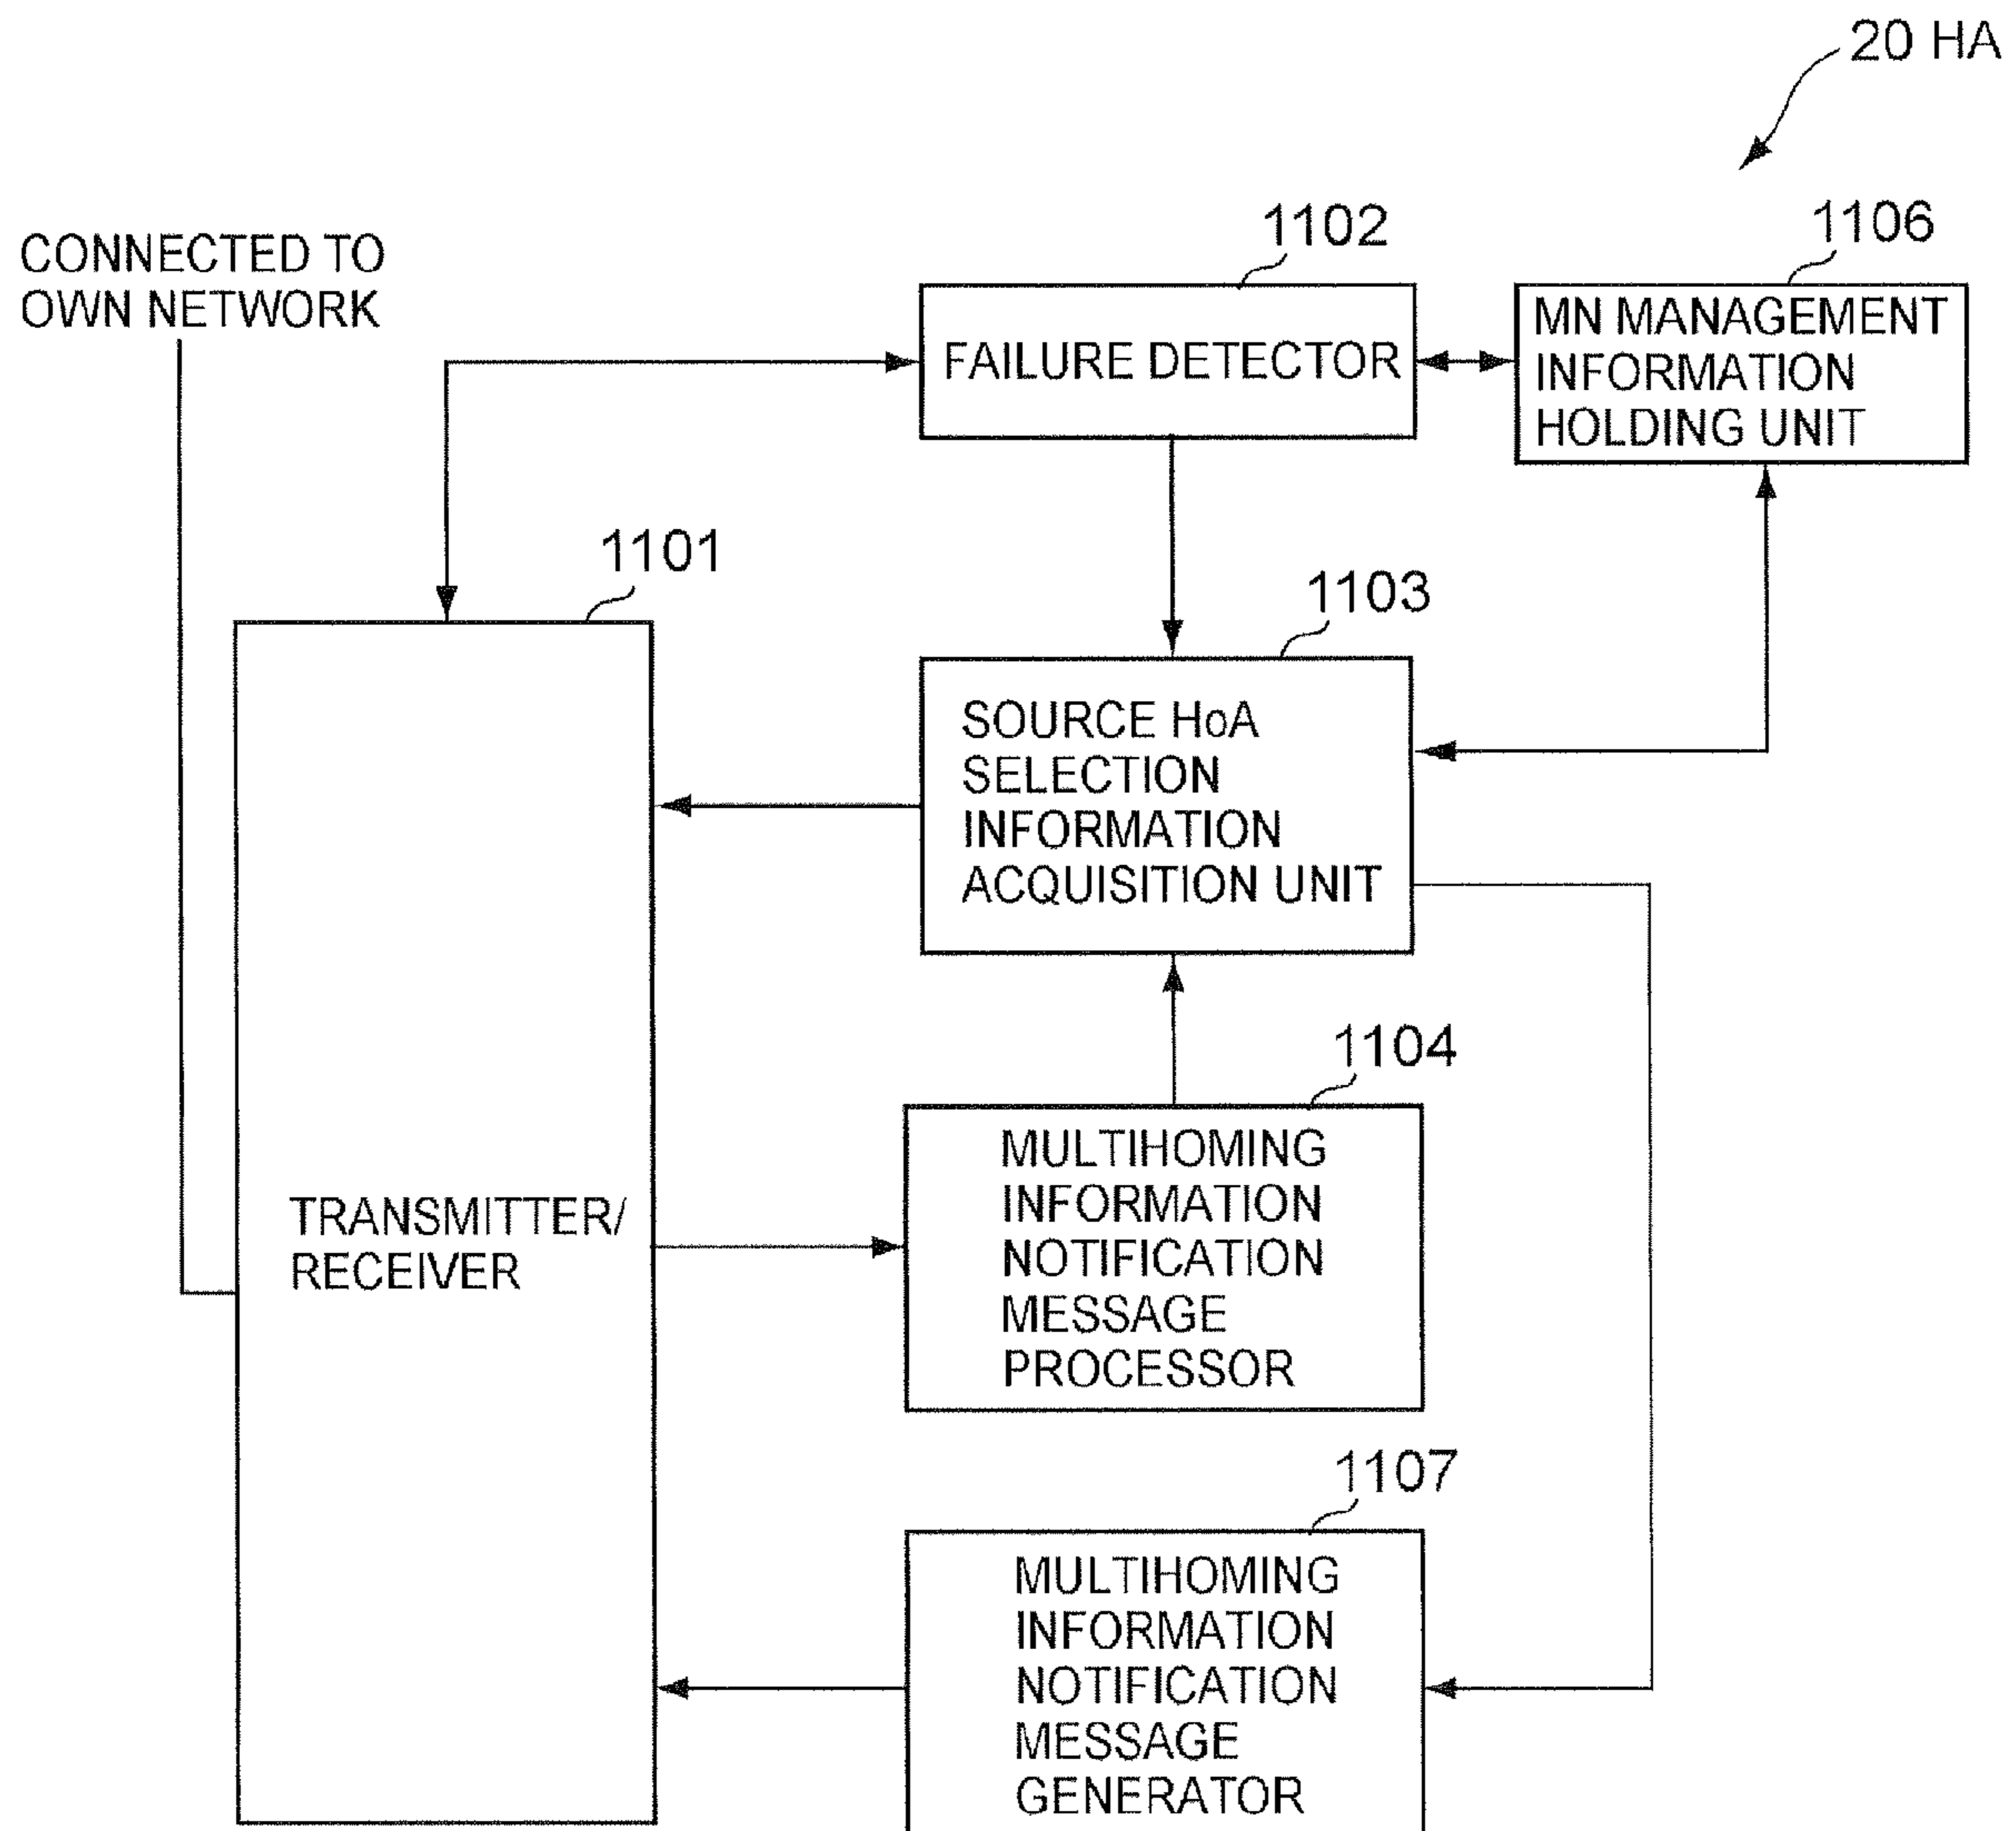 20 HA
CONNECTED TO
OWN NETWORK
1102
FAILURE DETECTOR
1106
MN MANAGEMENT
INFORMATION
HOLDING UNIT
1101
TRANSMITTER/
RECEIVER
1103
SOURCE HoA
SELECTION
INFORMATION
ACQUISITION UNIT
1104
MULTIHOMING
INFORMATION
NOTIFICATION
MESSAGE
PROCESSOR
1107
MULTIHOMING
INFORMATION
NOTIFICATION
MESSAGE
GENERATOR